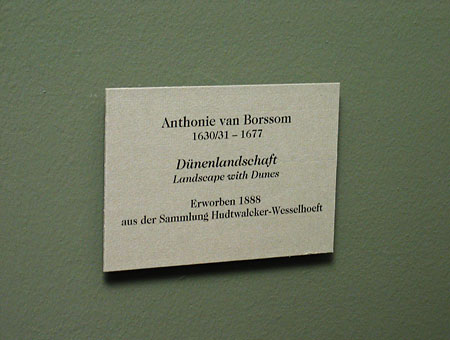 Anthonie van Borssom
1630/31 – 1677
Dünenlandschaft
Landscape with Dunes
Erworben 1888
aus der Sammlung Hudtwalcker-Wesselhoeft